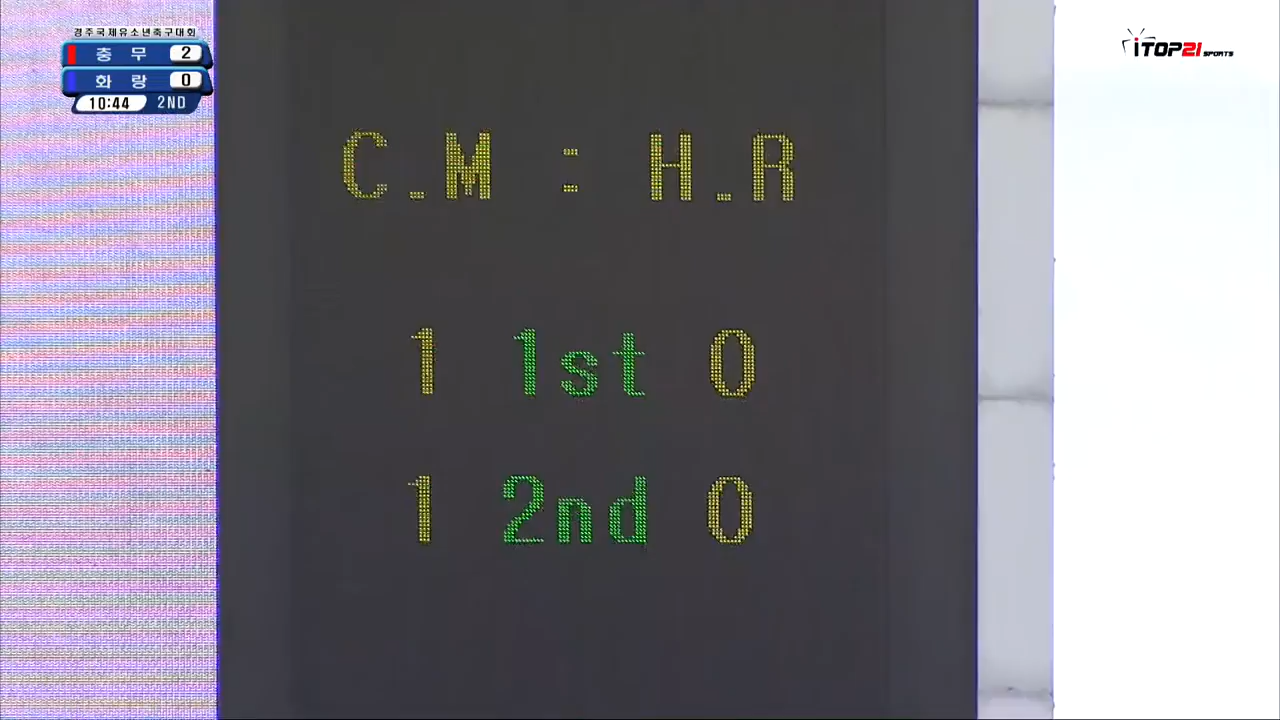 경주국제유소년축구대회
충무 2
화랑 0
10:44 2ND
iTOP21 SPORTS
C.M : H.R
1 1st 0
1 2nd 0